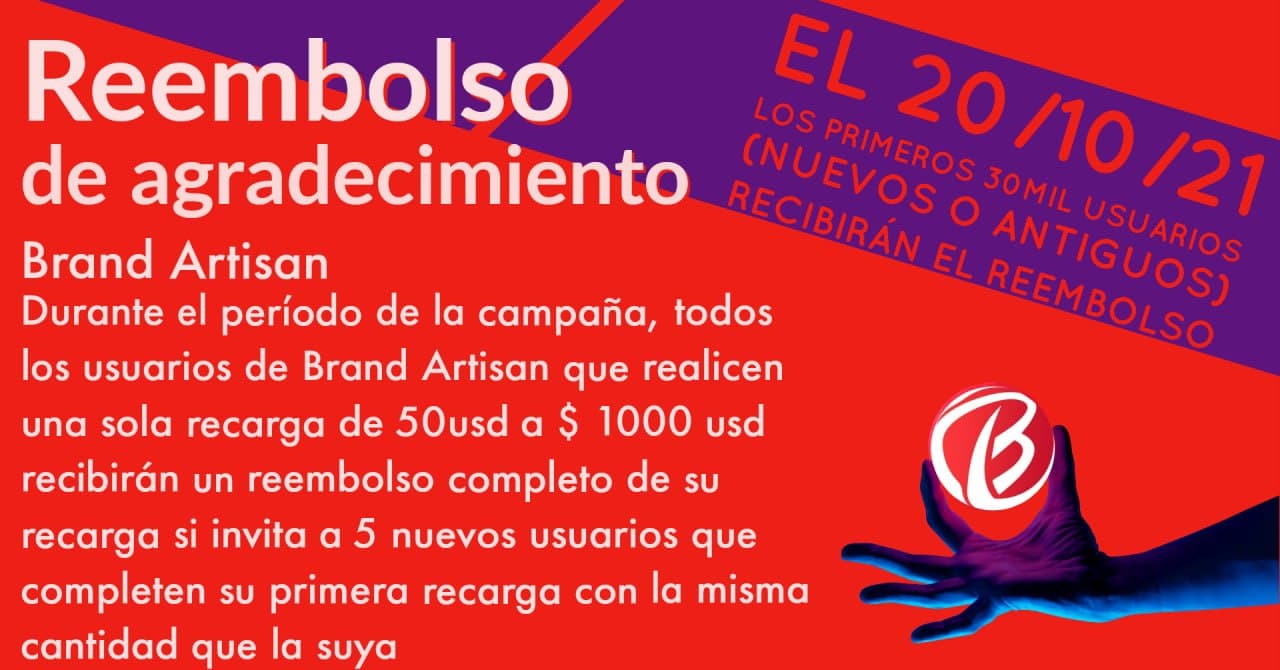 Reembolso
de agradecimiento
Brand Artisan
Durante el período de la campaña, todos
los usuarios de Brand Artisan que realicen
una sola recarga de 50usd a $ 1000 usd
recibirán un reembolso completo de su
recarga si invita a 5 nuevos usuarios que
completen su primera recarga con la misma
cantidad que la suya
EL 20 /10 /21
LOS PRIMEROS 30MIL USUARIOS
(NUEVOS O ANTIGUOS)
RECIBIRÁN EL REEMBOLSO
B